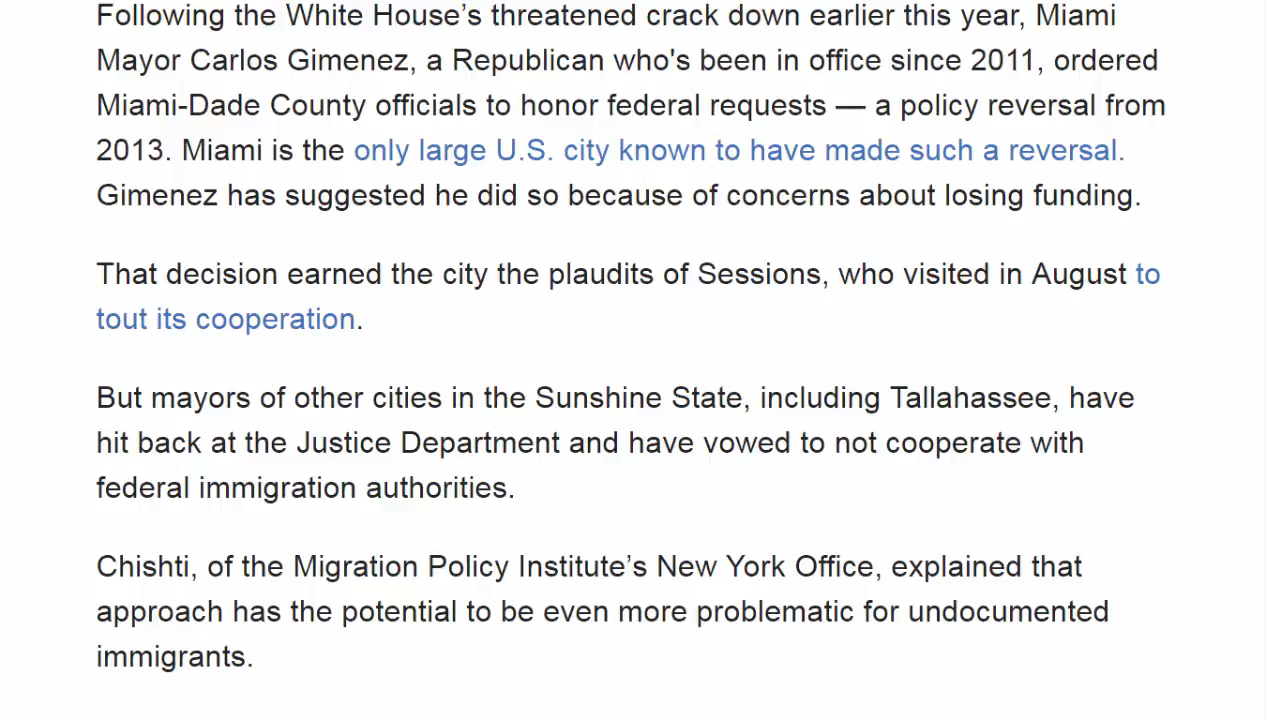 Following the White House’s threatened crack down earlier this year, Miami
Mayor Carlos Gimenez, a Republican who's been in office since 2011, ordered
Miami-Dade County officials to honor federal requests — a policy reversal from
2013. Miami is the only large U.S. city known to have made such a reversal.
Gimenez has suggested he did so because of concerns about losing funding.
That decision earned the city the plaudits of Sessions, who visited in August to
tout its cooperation.
But mayors of other cities in the Sunshine State, including Tallahassee, have
hit back at the Justice Department and have vowed to not cooperate with
federal immigration authorities.
Chishti, of the Migration Policy Institute’s New York Office, explained that
approach has the potential to be even more problematic for undocumented
immigrants.